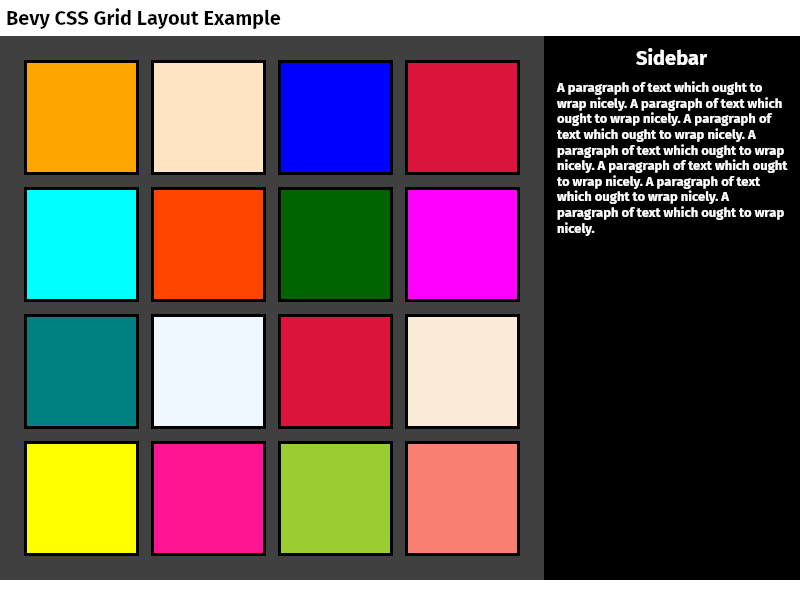 Bevy CSS Grid Layout Example
Sidebar
A paragraph of text which ought to
wrap nicely. A paragraph of text which
ought to wrap nicely. A paragraph of
text which ought to wrap nicely. A
paragraph of text which ought to wrap
nicely. A paragraph of text which ought
to wrap nicely. A paragraph of text
which ought to wrap nicely. A
paragraph of text which ought to wrap
nicely.